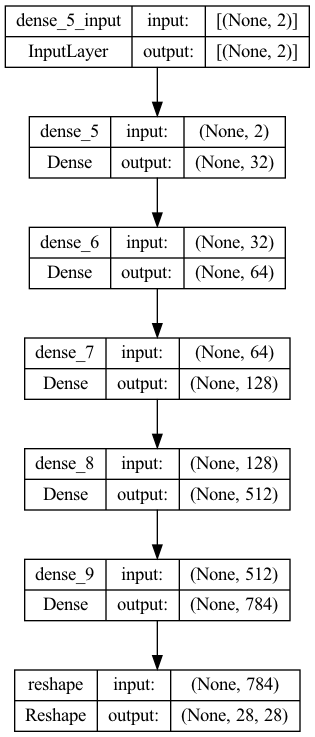 dense_5_input input: [(None, 2)]
InputLayer output: [(None, 2)]
dense_5 input: (None, 2)
Dense output: (None, 32)
dense_6 input: (None, 32)
Dense output: (None, 64)
dense_7 input: (None, 64)
Dense output: (None, 128)
dense_8 input: (None, 128)
Dense output: (None, 512)
dense_9 input: (None, 512)
Dense output: (None, 784)
reshape input: (None, 784)
Reshape output: (None, 28, 28)